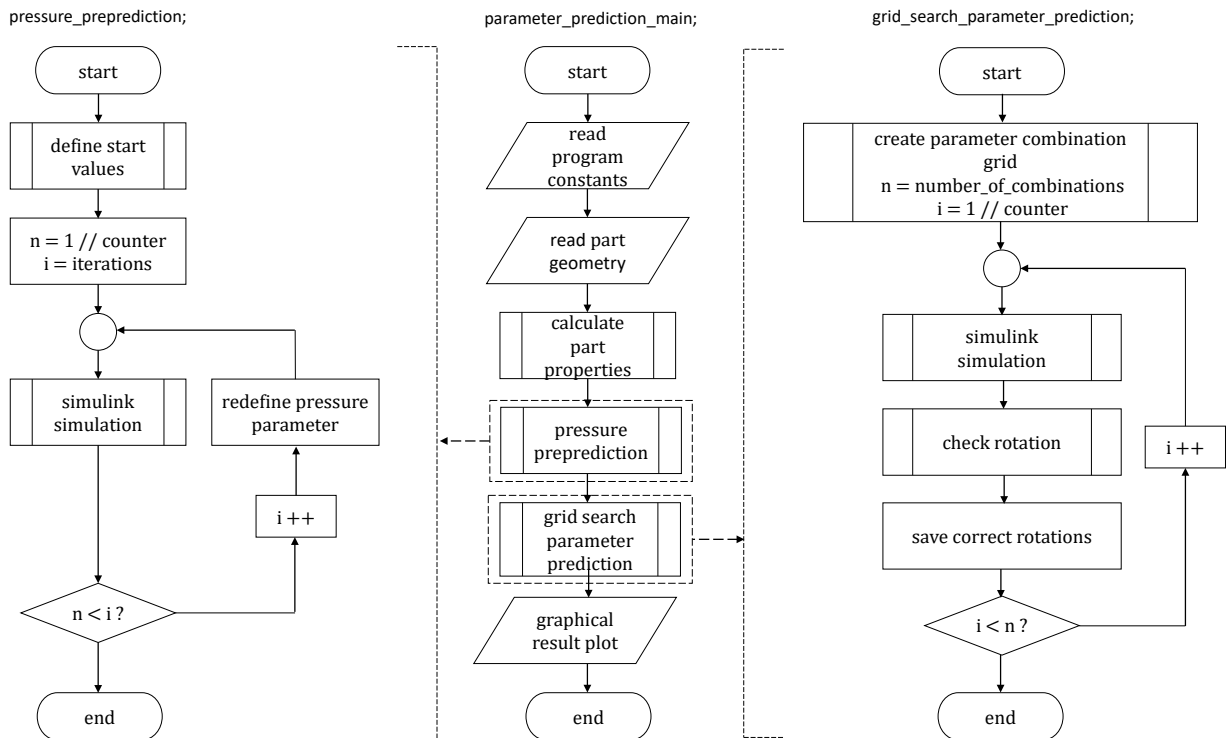 pressure_preprediction;
start
define start
values
n = 1 // counter
i = iterations
simulink
simulation
redefine pressure
parameter
i ++
n < i ?
end
parameter_prediction_main;
start
read
program
constants
read part
geometry
calculate
part
properties
pressure
preprediction
grid search
parameter
prediction
graphical
result plot
end
grid_search_parameter_prediction;
start
create parameter combination
grid
n = number_of_combinations
i = 1 // counter
simulink
simulation
check rotation
i ++
save correct rotations
i < n ?
end